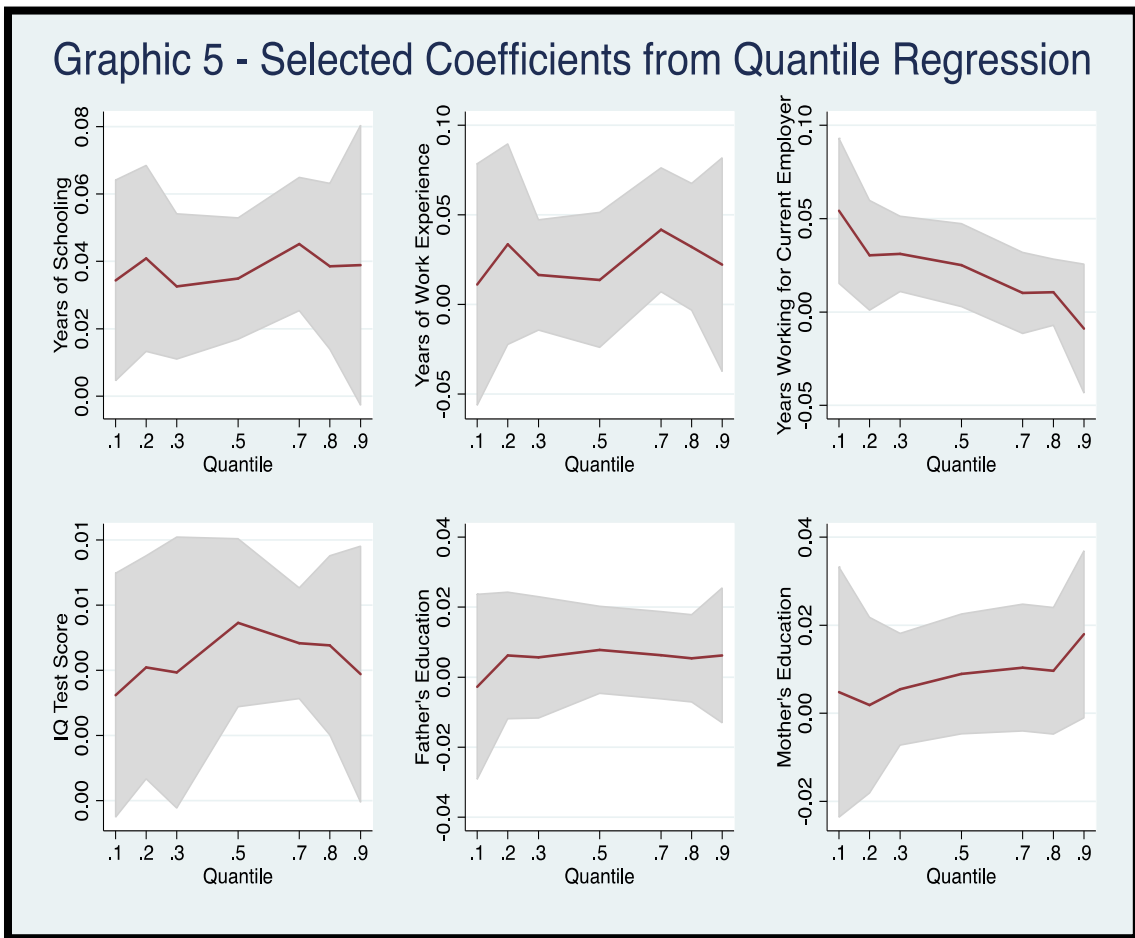 Graphic 5 - Selected Coefficients from Quantile Regression
Years of Schooling
0.08
0.06
0.04
0.02
0.00
.1 .2 .3 .5 .7 .8 .9
Quantile
Years of Work Experience
0.10
0.05
0.00
-0.05
.1 .2 .3 .5 .7 .8 .9
Quantile
Years Working for Current Employer
0.10
0.05
0.00
-0.05
.1 .2 .3 .5 .7 .8 .9
Quantile
IQ Test Score
0.01
0.01
0.00
0.00
0.00
.1 .2 .3 .5 .7 .8 .9
Quantile
Father's Education
0.04
0.02
0.00
-0.02
-0.04
.1 .2 .3 .5 .7 .8 .9
Quantile
Mother's Education
0.04
0.02
0.00
-0.02
.1 .2 .3 .5 .7 .8 .9
Quantile